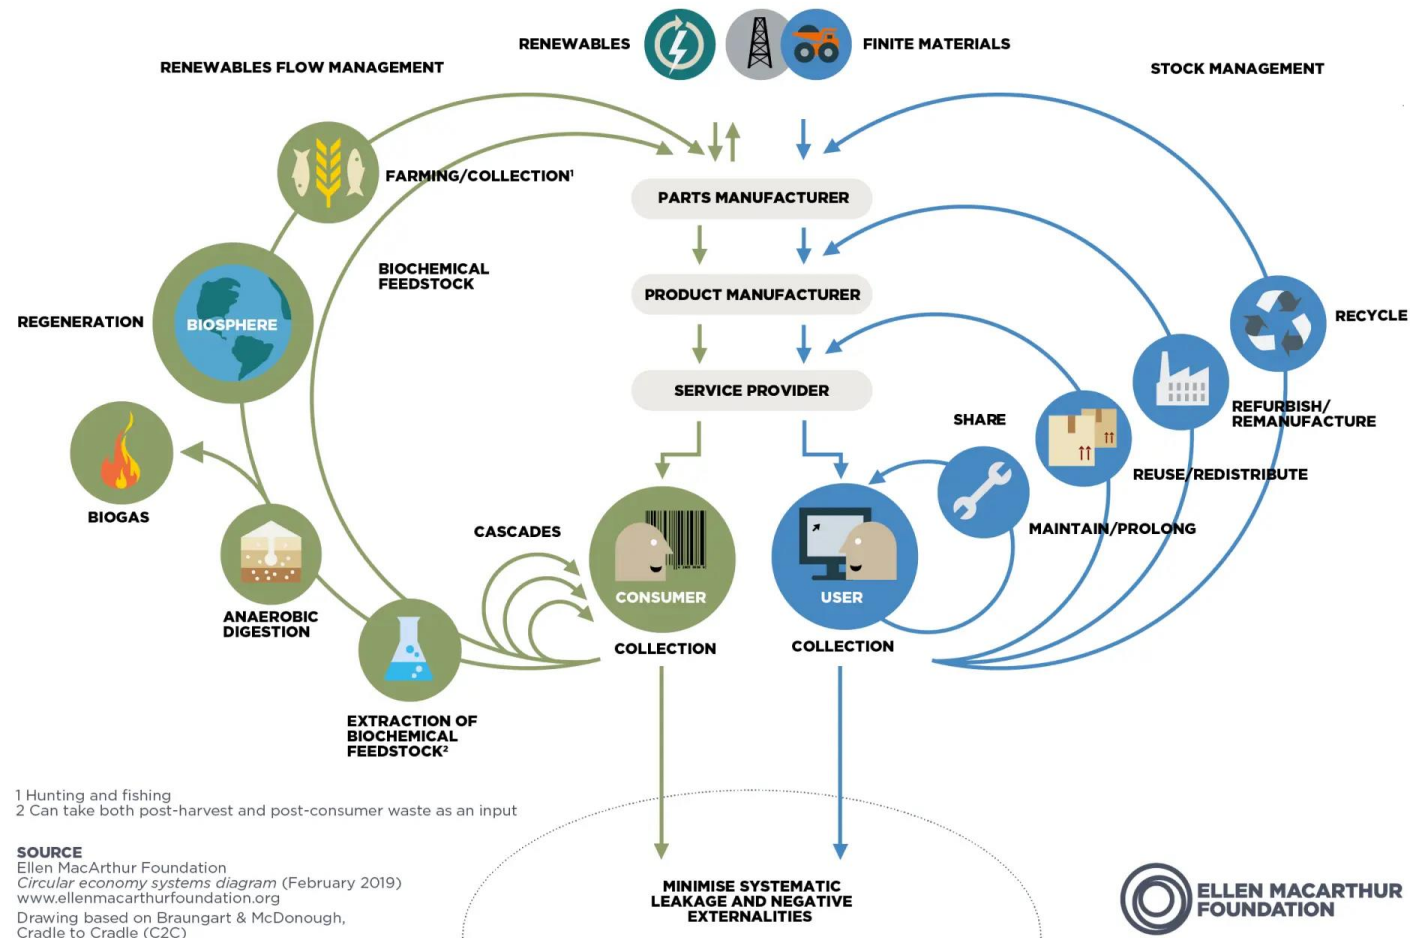 RENEWABLES
FINITE MATERIALS
RENEWABLES FLOW MANAGEMENT
STOCK MANAGEMENT
FARMING/COLLECTION¹
PARTS MANUFACTURER
BIOCHEMICAL
FEEDSTOCK
PRODUCT MANUFACTURER
REGENERATION
BIOSPHERE
RECYCLE
SERVICE PROVIDER
SHARE
REFURBISH/
REMANUFACTURE
REUSE/REDISTRIBUTE
BIOGAS
CASCADES
MAINTAIN/PROLONG
CONSUMER
USER
ANAEROBIC
DIGESTION
COLLECTION
COLLECTION
EXTRACTION OF
BIOCHEMICAL
FEEDSTOCK²
1 Hunting and fishing
2 Can take both post-harvest and post-consumer waste as an input
SOURCE
Ellen MacArthur Foundation
Circular economy systems diagram (February 2019)
www.ellenmacarthurfoundation.org
Drawing based on Braungart & McDonough,
Cradle to Cradle (C2C)
MINIMISE SYSTEMATIC
LEAKAGE AND NEGATIVE
EXTERNALITIES
ELLEN MACARTHUR
FOUNDATION